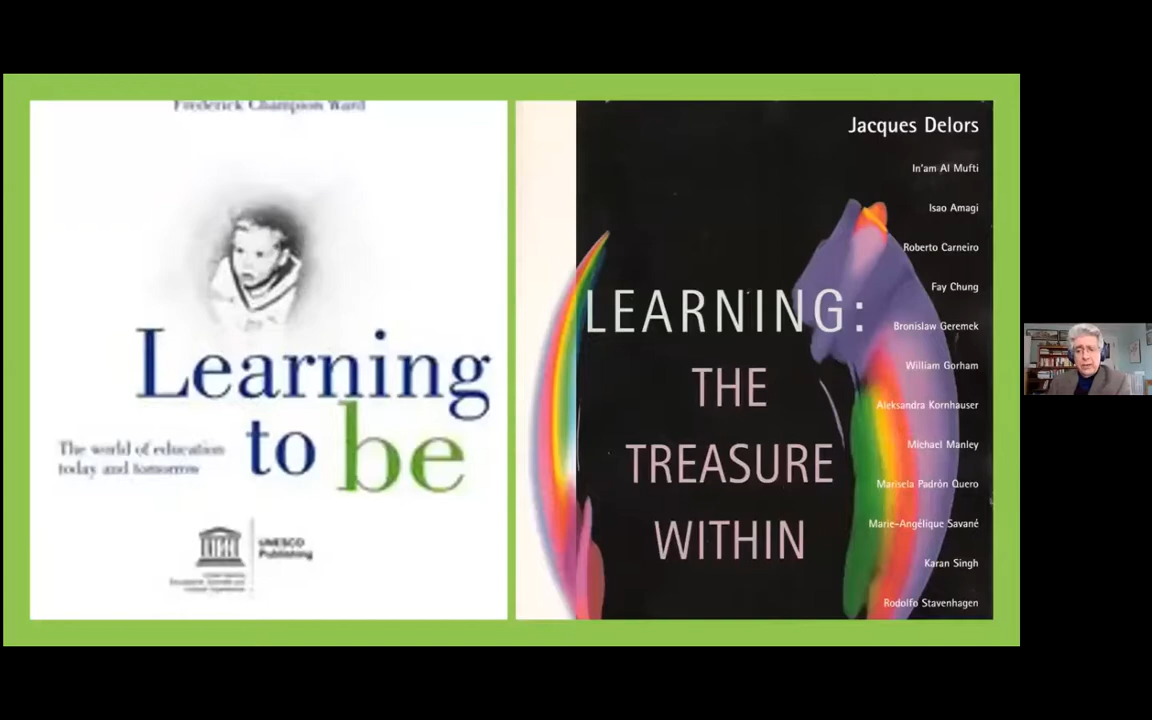 Frederick Champion Ward
Learning
to be
The world of education
today and tomorrow
UNESCO
Publishing
Jacques Delors
In'am Al Mufti
Isao Amagi
Roberto Carneiro
Fay Chung
Bronislaw Geremek
William Gorham
Aleksandra Kornhauser
Michael Manley
Marisela Padrón Quero
Marie-Angélique Savané
Karan Singh
Rodolfo Stavenhagen
LEARNING:
THE
TREASURE
WITHIN